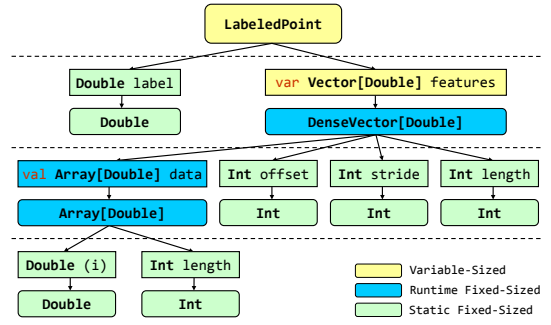 LabeledPoint
Double label
var Vector[Double] features
Double
DenseVector[Double]
val Array[Double] data
Int offset
Int stride
Int length
Array[Double]
Int
Int
Int
Double (i)
Int length
Double
Int
Variable-Sized
Runtime Fixed-Sized
Static Fixed-Sized